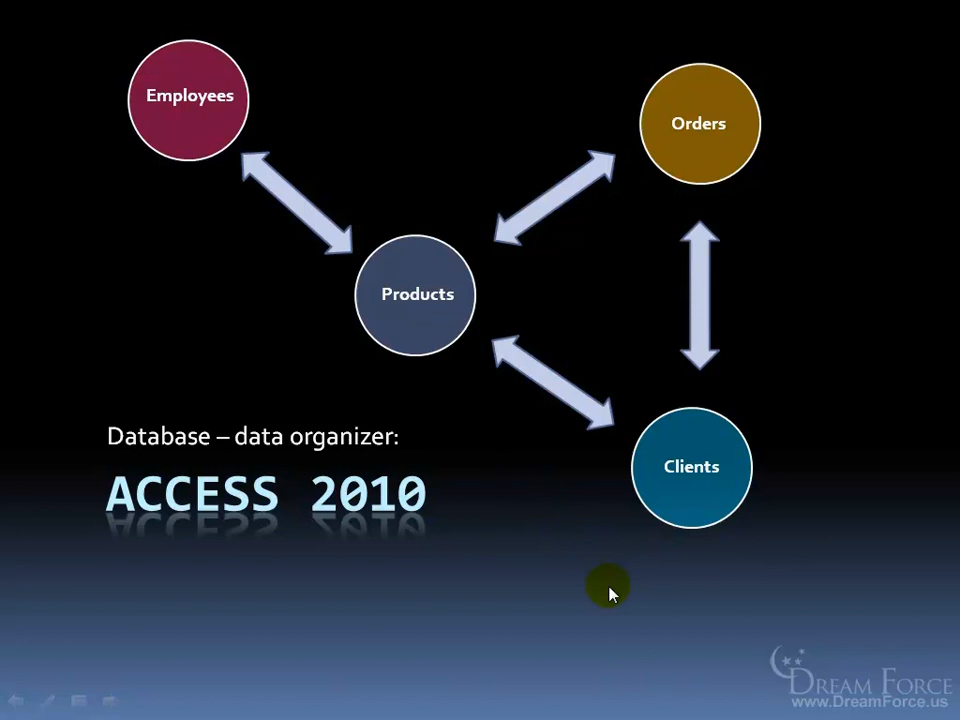 Employees
Orders
Products
Clients
Database – data organizer:
ACCESS 2010
DREAM FORCE
www.DreamForce.us